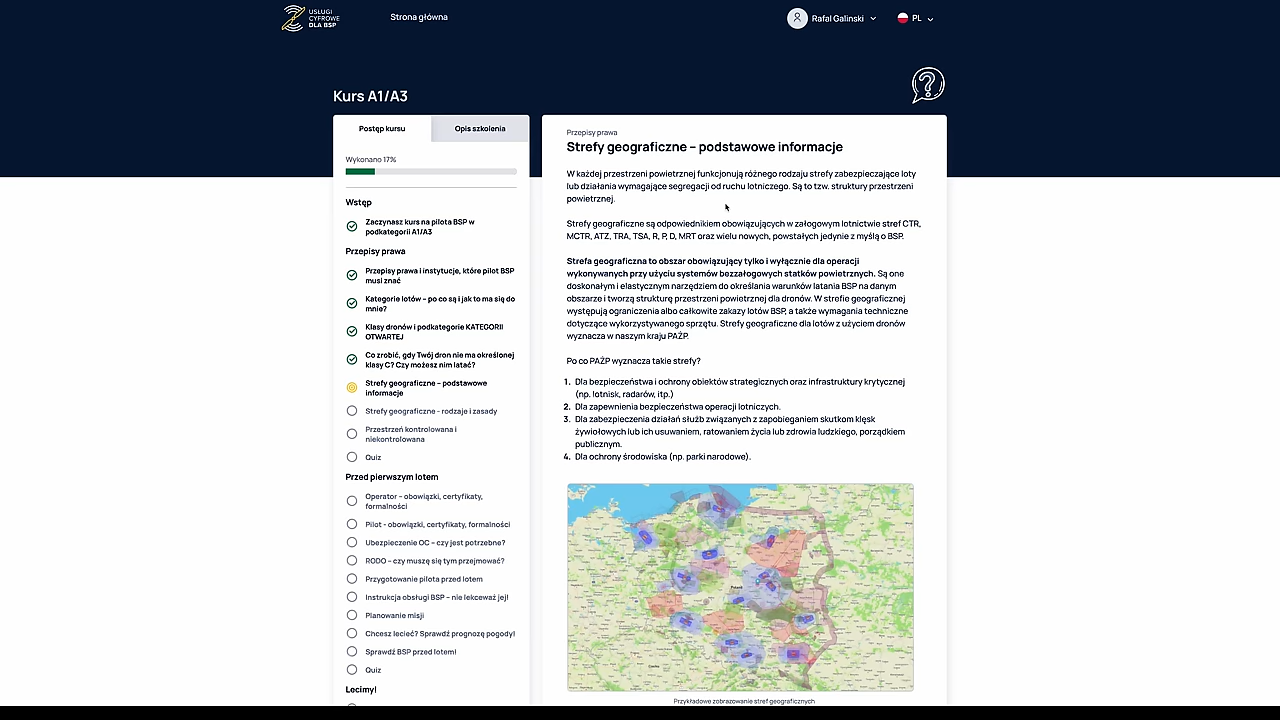 USŁUGI
CYFROWE
DLA BSP
Strona główna
Rafal Galinski
PL
Kurs A1/A3
Postęp kursu
Opis szkolenia
Wykonano 17%
Wstęp
Zaczynasz kurs na pilota BSP w
podkategorii A1/A3
Przepisy prawa
Przepisy prawa i instytucje, które pilot BSP
musi znać
Kategorie lotów – po co są i jak to ma się do
mnie?
Klasy dronów i podkategorie KATEGORII
OTWARTEJ
Co zrobić, gdy Twój dron nie ma określonej
klasy C? Czy możesz nim latać?
Strefy geograficzne – podstawowe
informacje
Strefy geograficzne - rodzaje i zasady
Przestrzeń kontrolowana i
niekontrolowana
Quiz
Przed pierwszym lotem
Operator – obowiązki, certyfikaty,
formalności
Pilot - obowiązki, certyfikaty, formalności
Ubezpieczenie OC – czy jest potrzebne?
RODO – czy muszę się tym przejmować?
Przygotowanie pilota przed lotem
Instrukcja obsługi BSP – nie lekceważ jej!
Planowanie misji
Chcesz lecieć? Sprawdź prognozę pogody!
Sprawdź BSP przed lotem!
Quiz
Lecimy!
Przepisy prawa
Strefy geograficzne – podstawowe informacje
W każdej przestrzeni powietrznej funkcjonują różnego rodzaju strefy zabezpieczające loty
lub działania wymagające segregacji od ruchu lotniczego. Są to tzw. struktury przestrzeni
powietrznej.
Strefy geograficzne są odpowiednikiem obowiązujących w załogowym lotnictwie stref CTR,
MCTR, ATZ, TRA, TSA, R, P, D, MRT oraz wielu nowych, powstałych jedynie z myślą o BSP.
Strefa geograficzna to obszar obowiązujący tylko i wyłącznie dla operacji
wykonywanych przy użyciu systemów bezzałogowych statków powietrznych. Są one
doskonałym i elastycznym narzędziem do określania warunków latania BSP na danym
obszarze i tworzą strukturę przestrzeni powietrznej dla dronów. W strefie geograficznej
występują ograniczenia albo całkowite zakazy lotów BSP, a także wymagania techniczne
dotyczące wykorzystywanego sprzętu. Strefy geograficzne dla lotów z użyciem dronów
wyznacza w naszym kraju PAŻP.
Po co PAŻP wyznacza takie strefy?
1. Dla bezpieczeństwa i ochrony obiektów strategicznych oraz infrastruktury krytycznej
(np. lotnisk, radarów, itp.)
2. Dla zapewnienia bezpieczeństwa operacji lotniczych.
3. Dla zabezpieczenia działań służb związanych z zapobieganiem skutkom klęsk
żywiołowych lub ich usuwaniem, ratowaniem życia lub zdrowia ludzkiego, porządkiem
publicznym.
4. Dla ochrony środowiska (np. parki narodowe).
Przykładowe zobrazowanie stref geograficznych